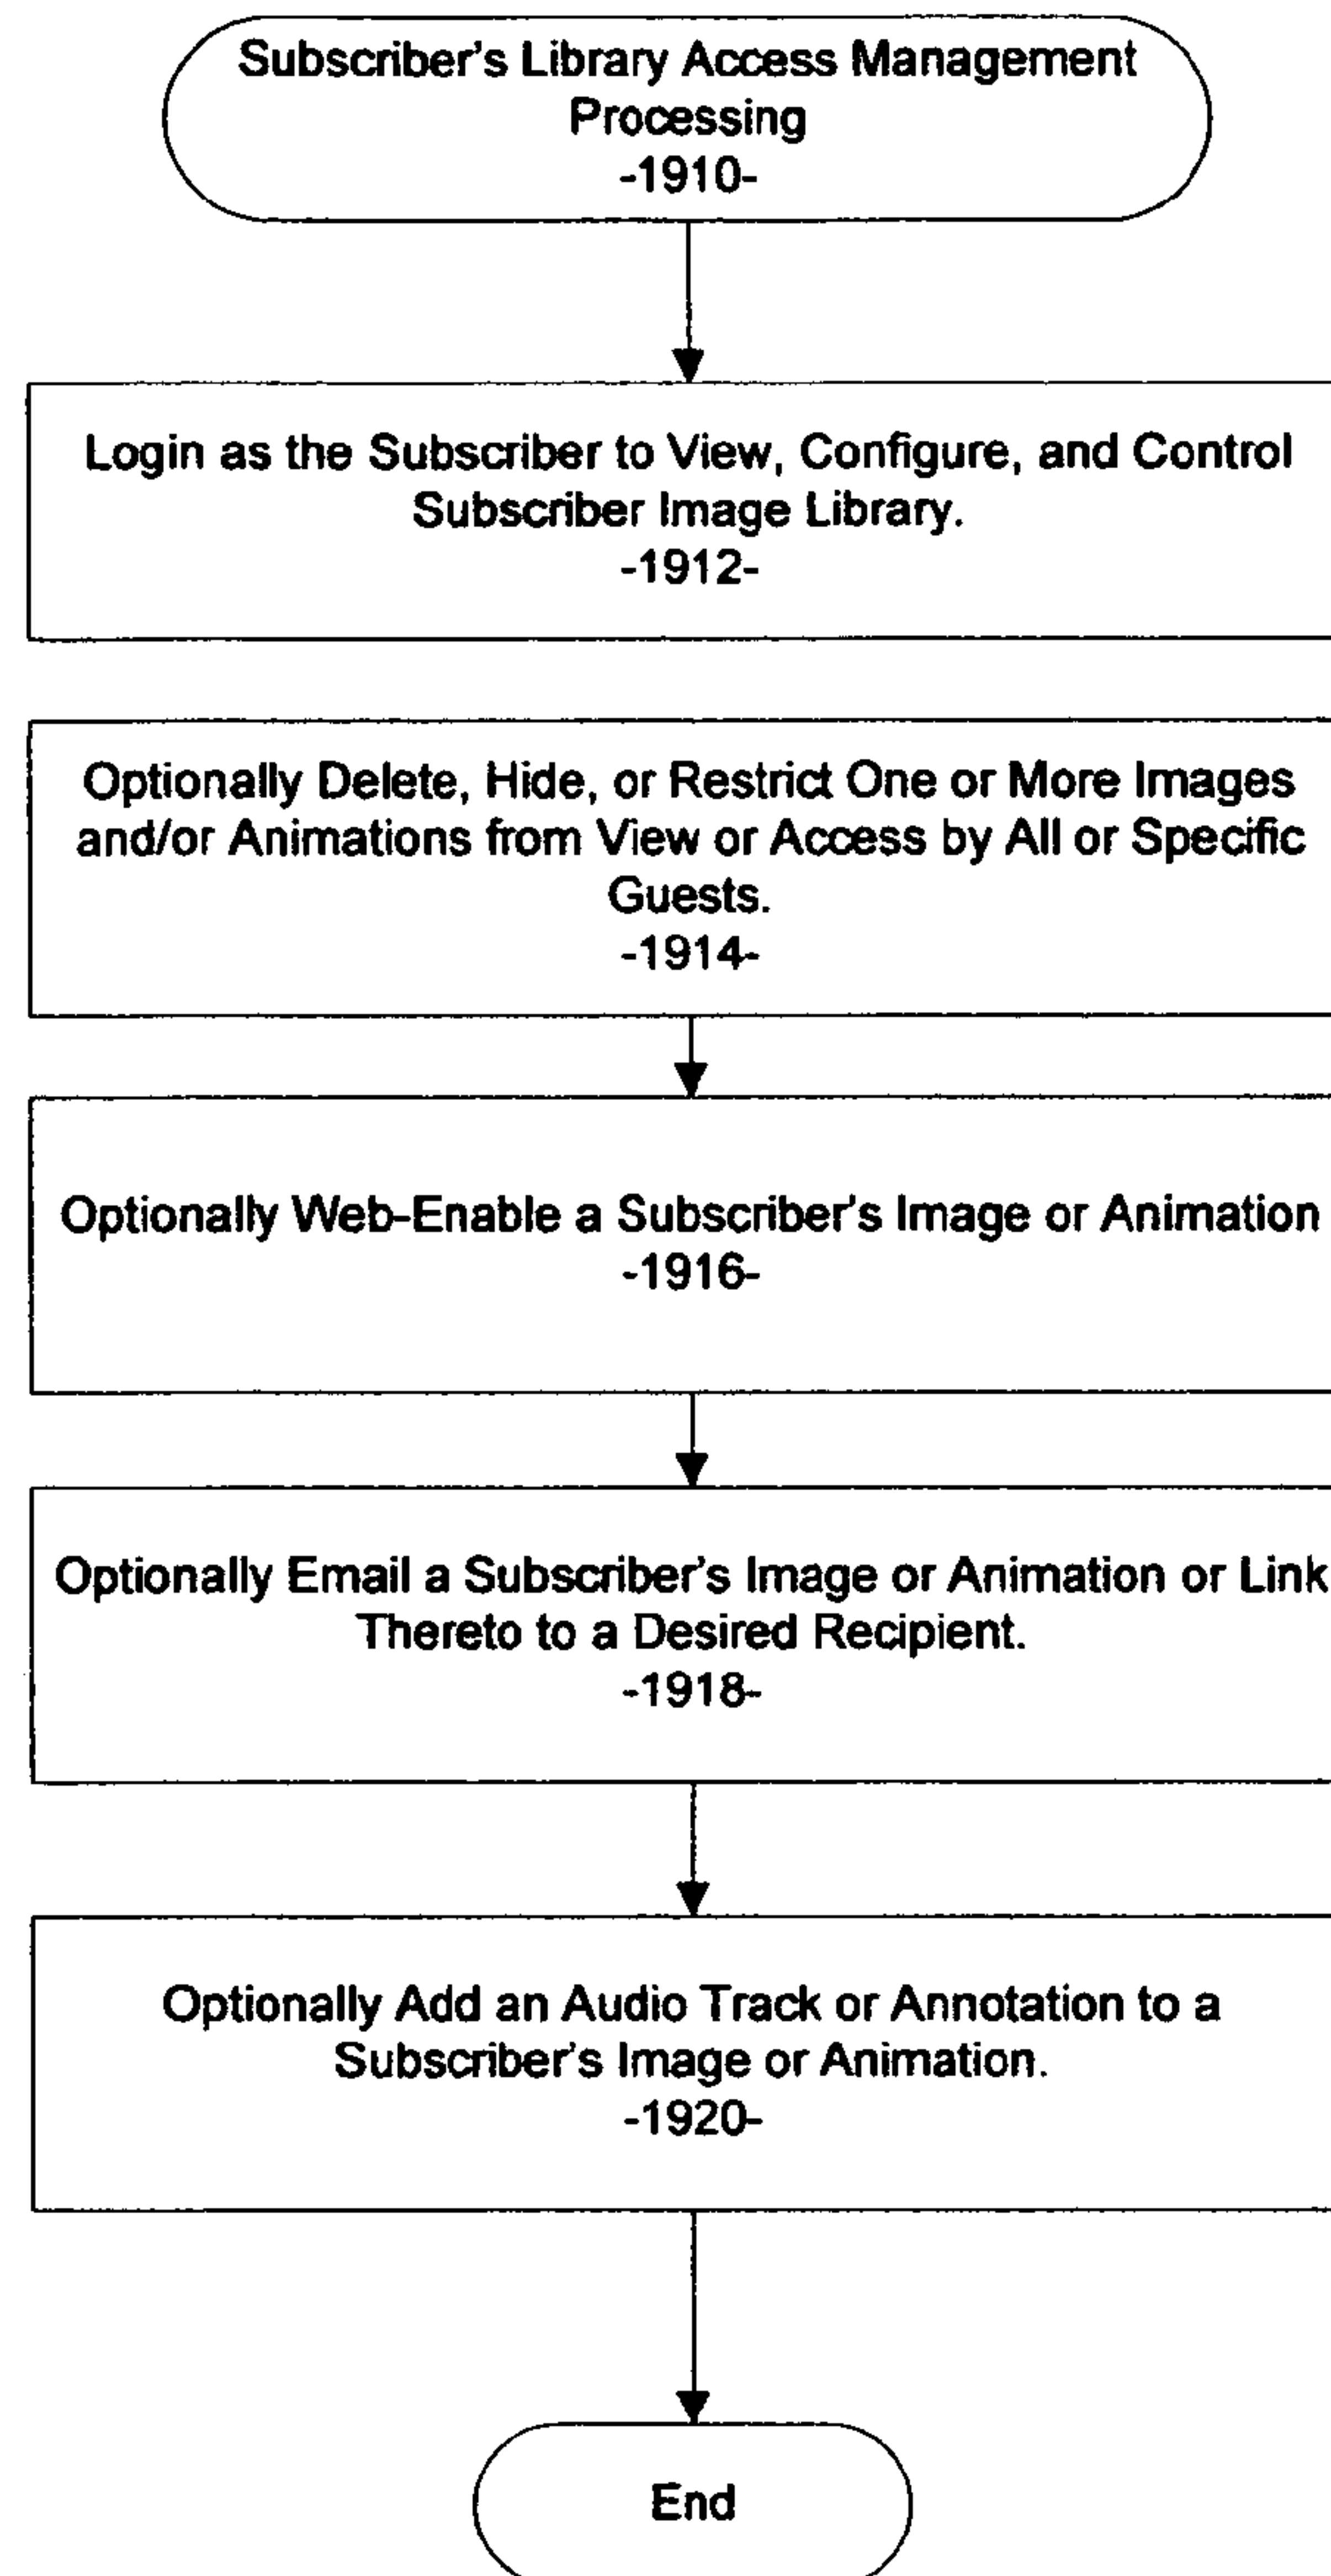 Subscriber's Library Access Management
Processing
-1910-
Login as the Subscriber to View, Configure, and Control
Subscriber Image Library.
-1912-
Optionally Delete, Hide, or Restrict One or More Images
and/or Animations from View or Access by All or Specific
Guests.
-1914-
Optionally Web-Enable a Subscriber's Image or Animation
-1916-
Optionally Email a Subscriber's Image or Animation or Link
Thereto to a Desired Recipient.
-1918-
Optionally Add an Audio Track or Annotation to a
Subscriber's Image or Animation.
-1920-
End